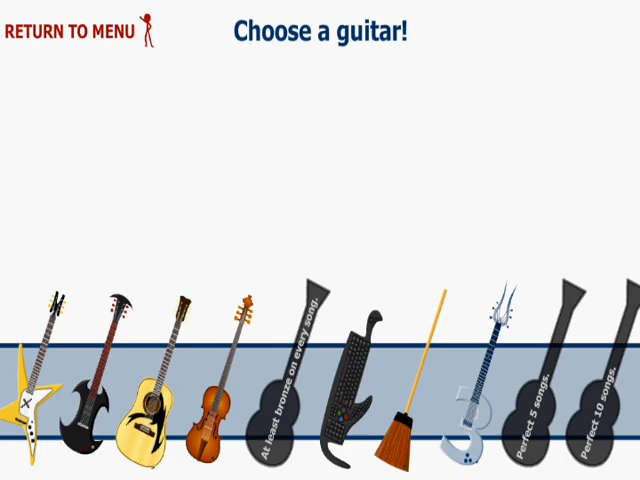 RETURN TO MENU
Choose a guitar!
At least bronze on every song.
Perfect 5 songs.
Perfect 10 songs.